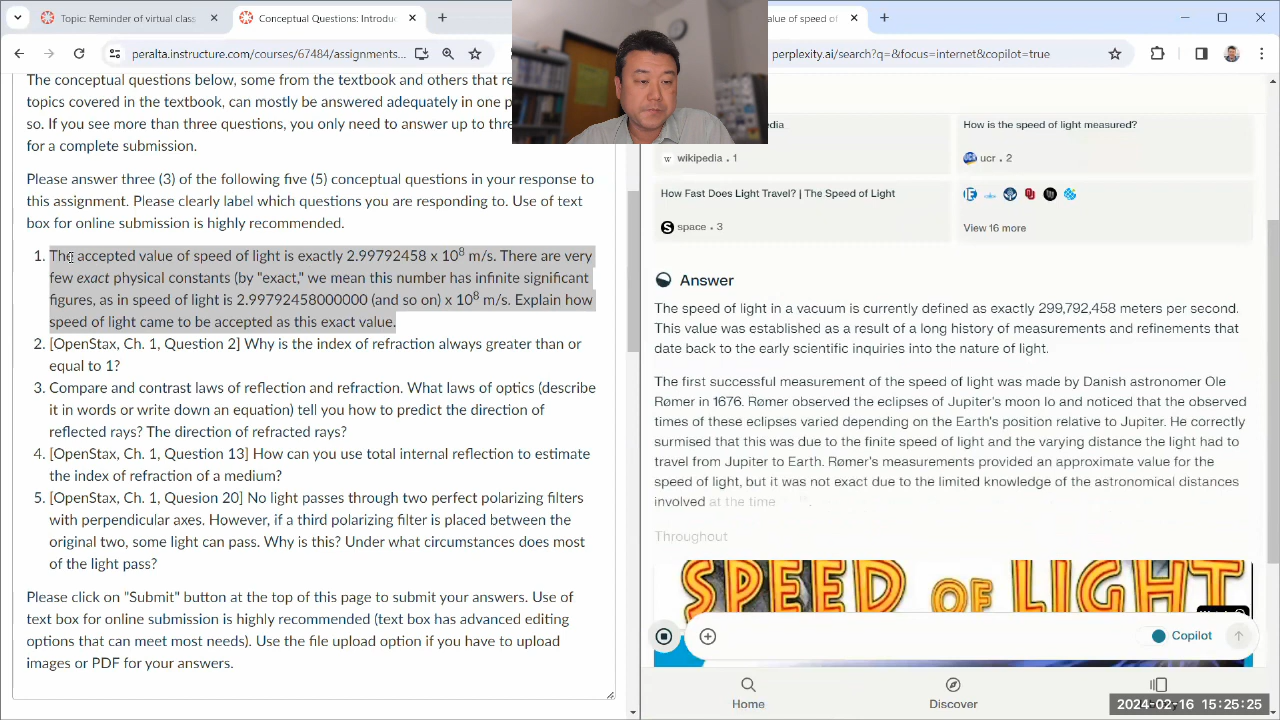 Topic: Reminder of virtual class
Conceptual Questions: Introdu
value of speed of
peralta.instructure.com/courses/67484/assignments...
perplexity.ai/search?q=&focus=internet&copilot=true
The conceptual questions below, some from the textbook and others that
topics covered in the textbook, can mostly be answered adequately in one
so. If you see more than three questions, you only need to answer up to
for a complete submission.
Please answer three (3) of the following five (5) conceptual questions in your response to
this assignment. Please clearly label which questions you are responding to. Use of text
box for online submission is highly recommended.
1. The accepted value of speed of light is exactly 2.99792458 x 10⁸ m/s. There are very
few exact physical constants (by "exact," we mean this number has infinite significant
figures, as in speed of light is 2.99792458000000 (and so on) x 10⁸ m/s. Explain how
speed of light came to be accepted as this exact value.
2. [OpenStax, Ch. 1, Question 2] Why is the index of refraction always greater than or
equal to 1?
3. Compare and contrast laws of reflection and refraction. What laws of optics (describe
it in words or write down an equation) tell you how to predict the direction of
reflected rays? The direction of refracted rays?
4. [OpenStax, Ch. 1, Question 13] How can you use total internal reflection to estimate
the index of refraction of a medium?
5. [OpenStax, Ch. 1, Quesion 20] No light passes through two perfect polarizing filters
with perpendicular axes. However, if a third polarizing filter is placed between the
original two, some light can pass. Why is this? Under what circumstances does most
of the light pass?
Please click on "Submit" button at the top of this page to submit your answers. Use of
text box for online submission is highly recommended (text box has advanced editing
options that can meet most needs). Use the file upload option if you have to upload
images or PDF for your answers.
dia
W wikipedia . 1
How is the speed of light measured?
ucr . 2
How Fast Does Light Travel? | The Speed of Light
S space . 3
View 16 more
Answer
The speed of light in a vacuum is currently defined as exactly 299,792,458 meters per second.
This value was established as a result of a long history of measurements and refinements that
date back to the early scientific inquiries into the nature of light.
The first successful measurement of the speed of light was made by Danish astronomer Ole
Rømer in 1676. Rømer observed the eclipses of Jupiter's moon Io and noticed that the observed
times of these eclipses varied depending on the Earth's position relative to Jupiter. He correctly
surmised that this was due to the finite speed of light and the varying distance the light had to
travel from Jupiter to Earth. Rømer's measurements provided an approximate value for the
speed of light, but it was not exact due to the limited knowledge of the astronomical distances
involved at the time
Throughout
SPEED OF LIGHT
Copilot
Home
Discover
2024-02-16 15:25:25